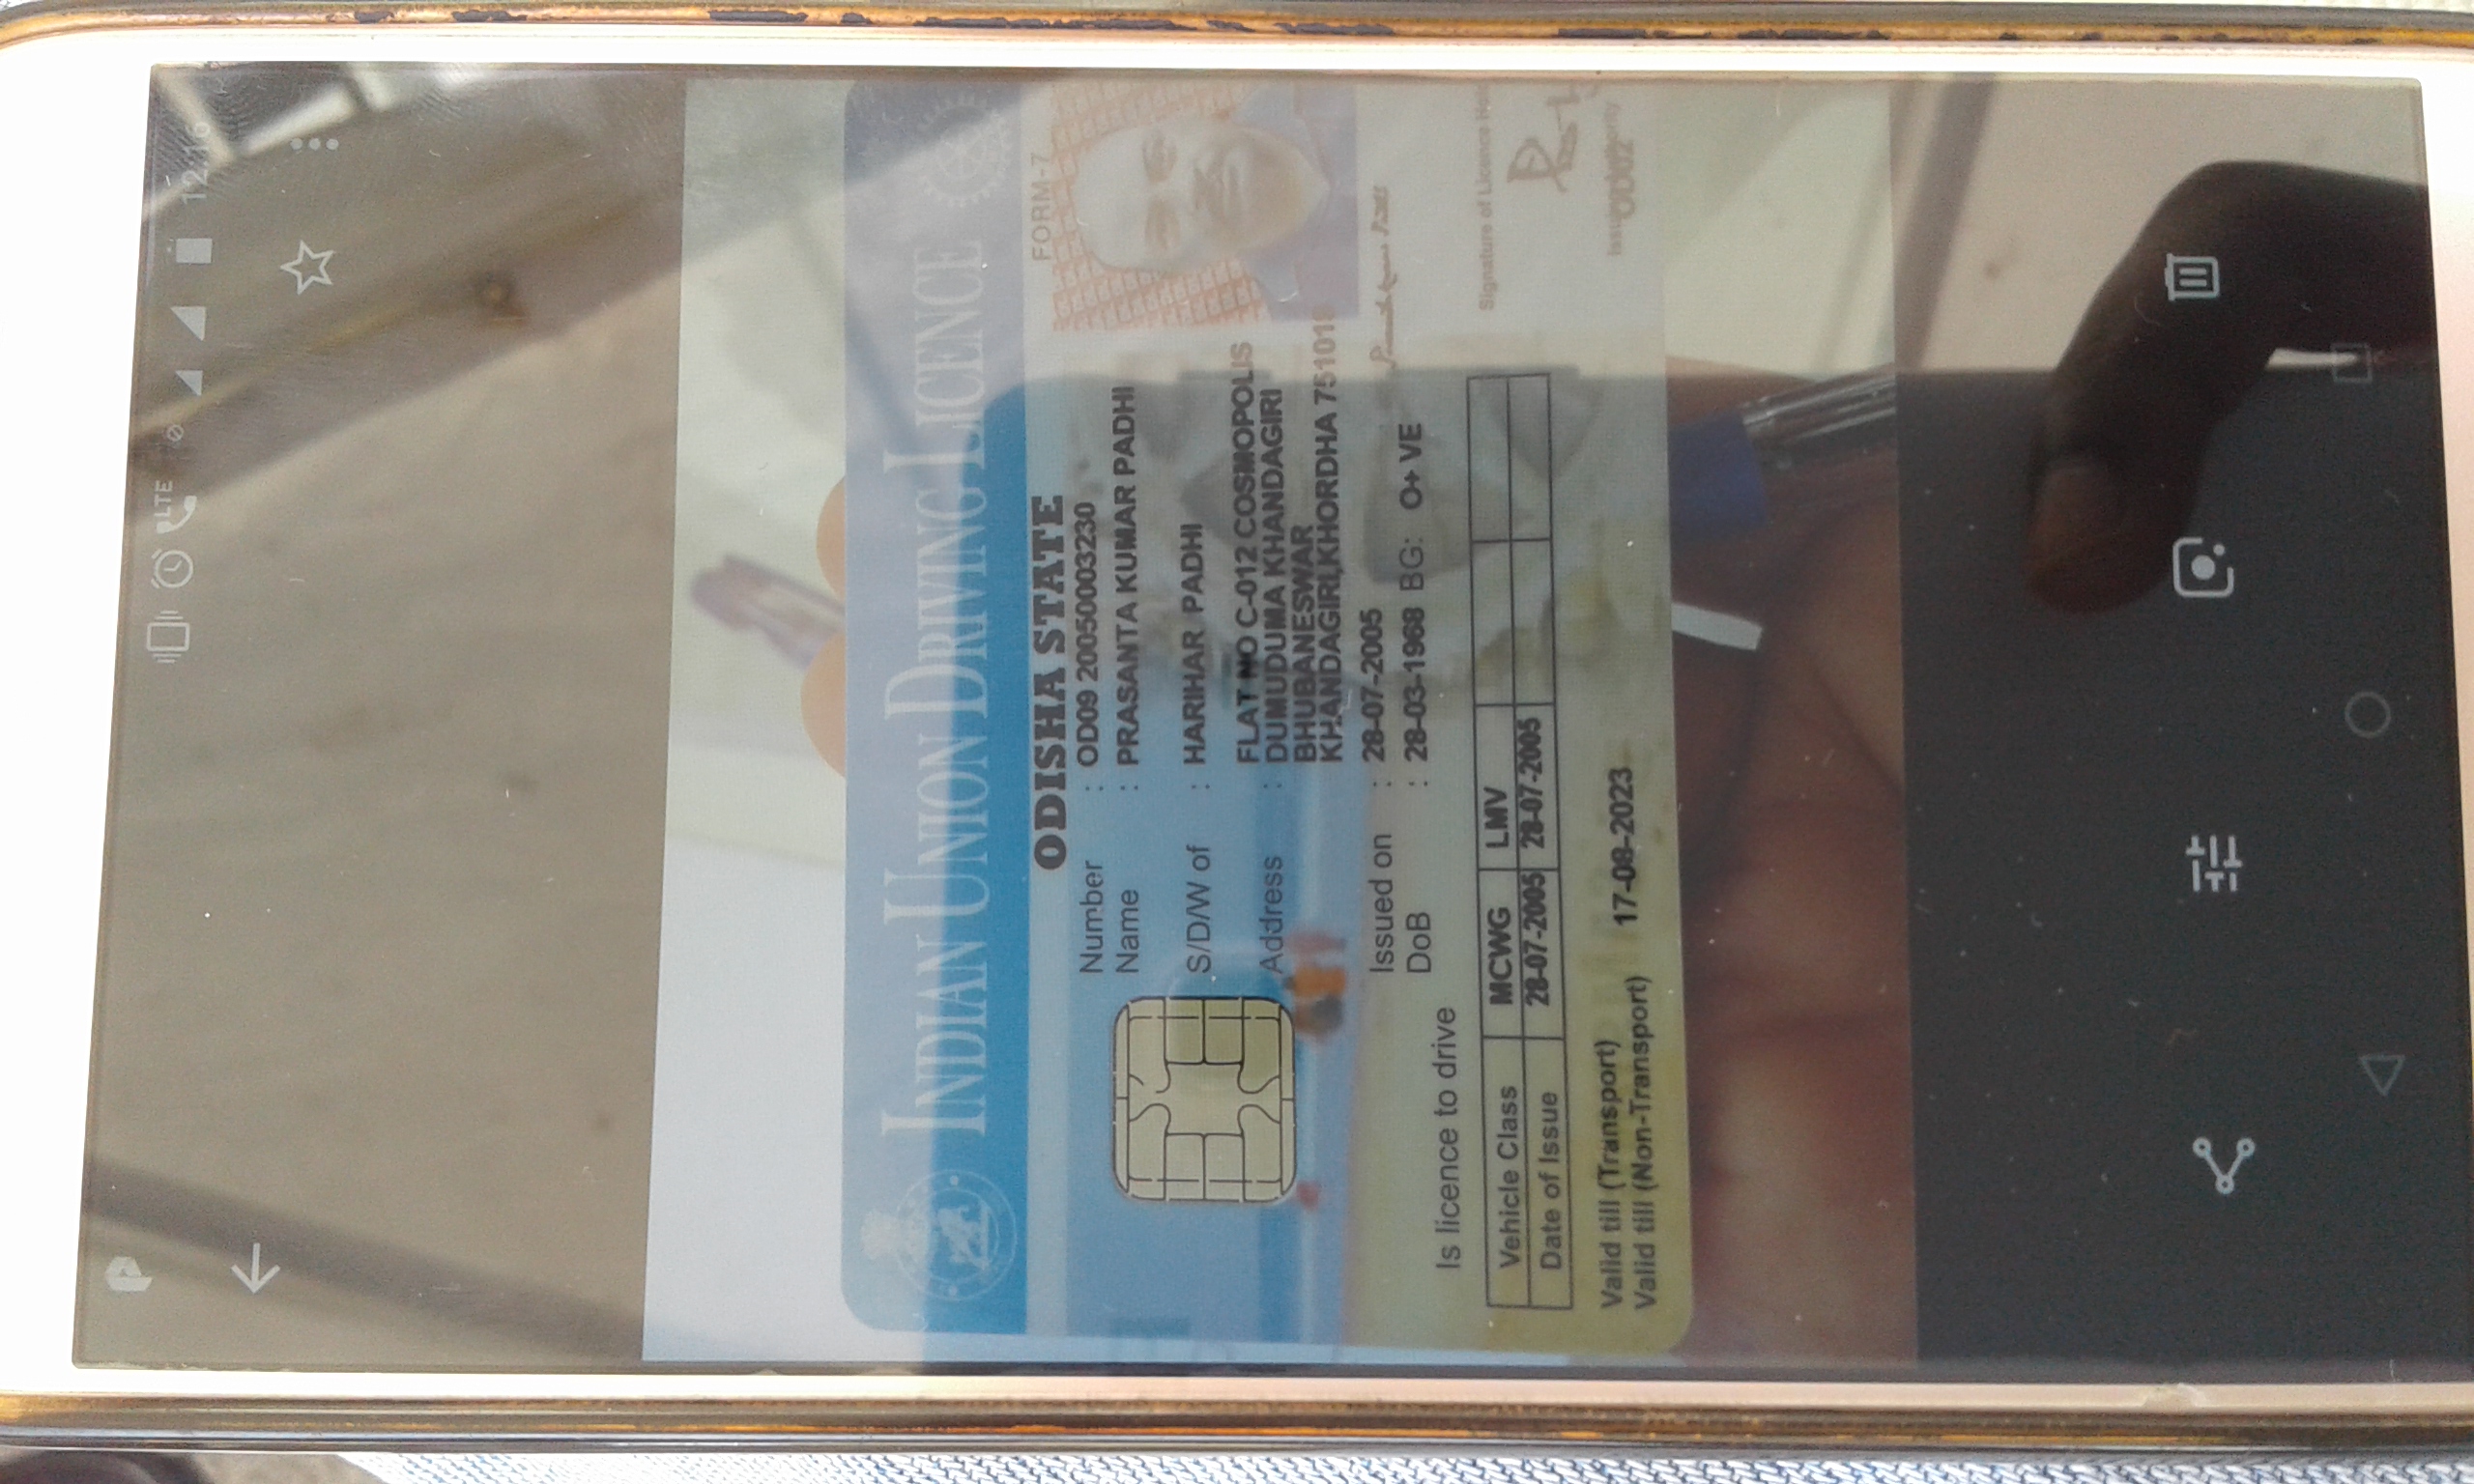 LTE 12:16
INDIAN UNION DRIVING LICENCE
ODISHA STATE
FORM-7
Number : OD09 20050003230
Name : PRASANTA KUMAR PADHI
S/D/W of : HARIHAR PADHI
Address : FLAT NO C-012 COSMOPOLIS
DUMUDUMA KHANDAGIRI
BHUBANESWAR
KHANDAGIRI,KHORDHA
Issued on : 28-07-2005
DoB : 28-03-1968 BG: O+ VE
Is licence to drive
Vehicle Class MCWG LMV
Date of Issue 28-07-2005 28-07-2005
Signature of Licence
Valid till (Transport)
Valid till (Non-Transport) 17-08-2023
Issuing Authority
OD02